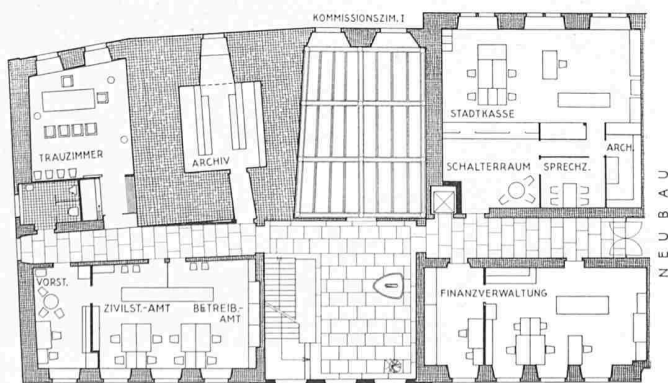 KOMMISSIONSZIM. I
STADTKASSE
TRAUZIMMER
ARCHIV
SCHALTERRAUM
SPRECHZ.
ARCH.
NEUBAU
VORST.
ZIVILST.-AMT
BETREIB.-
AMT
FINANZVERWALTUNG